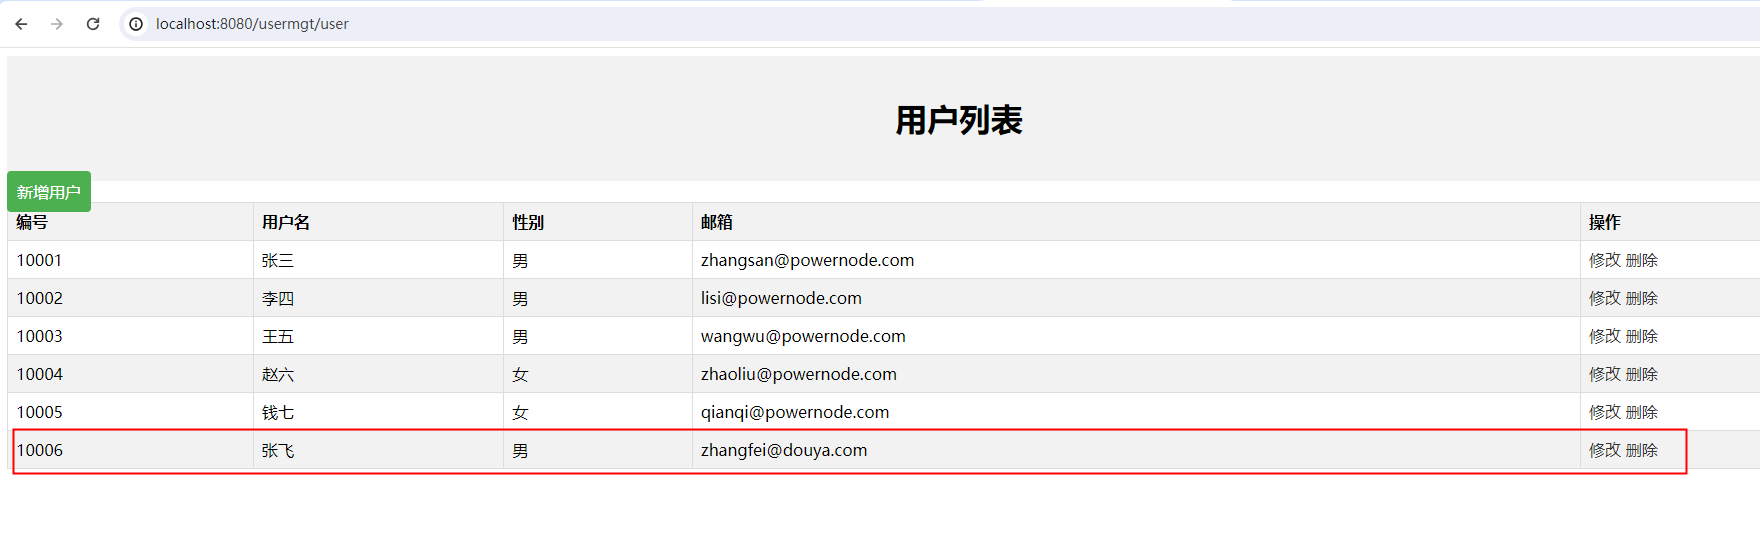 localhost:8080/usermgt/user
用户列表
新增用户
编号 用户名 性别 邮箱 操作
10001 张三 男 zhangsan@powernode.com 修改 删除
10002 李四 男 lisi@powernode.com 修改 删除
10003 王五 男 wangwu@powernode.com 修改 删除
10004 赵六 女 zhaoliu@powernode.com 修改 删除
10005 钱七 女 qianqi@powernode.com 修改 删除
10006 张飞 男 zhangfei@douya.com 修改 删除